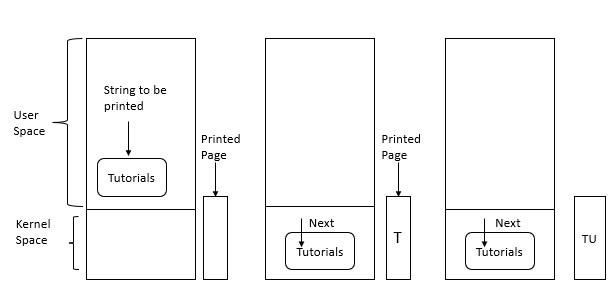 String to be
printed
User
Space
Tutorials
Printed
Page
Kernel
Space
Printed
Page
Next
Tutorials
T
Next
Tutorials
TU